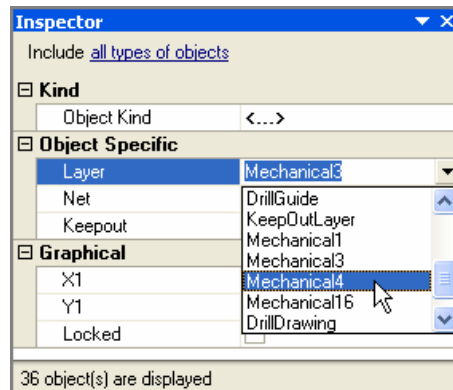 Inspector
Include all types of objects
Kind
Object Kind <...>
Object Specific
Layer Mechanical3
Net
Keepout
DrillGuide
KeepOutLayer
Mechanical1
Mechanical3
Mechanical4
Mechanical16
DrillDrawing
Graphical
X1
Y1
Locked
36 object(s) are displayed